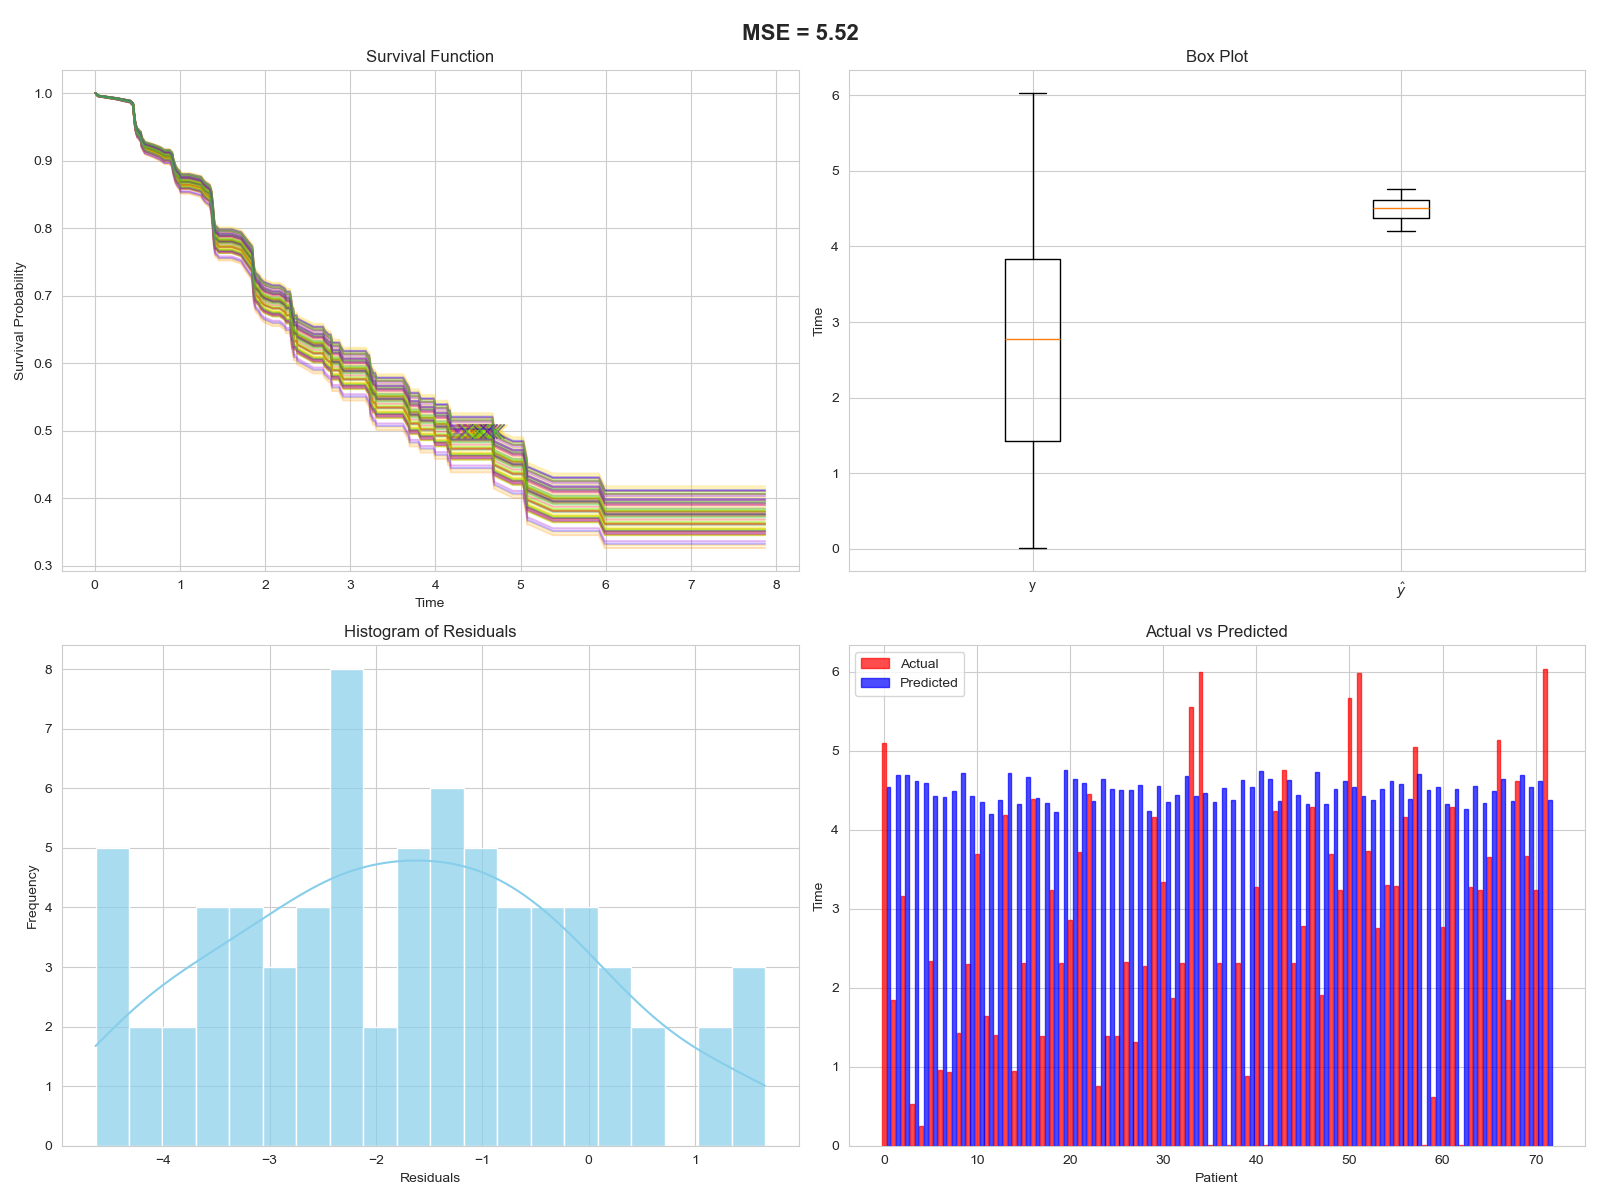 MSE = 5.52
Survival Function
1.0
0.9
0.8
0.7
0.6
0.5
0.4
0.3
Survival Probability
0 1 2 3 4 5 6 7 8
Time
Box Plot
6
5
4
3
2
1
0
Time
y ŷ
Histogram of Residuals
8
7
6
5
4
3
2
1
0
Frequency
−4 −3 −2 −1 0 1
Residuals
Actual vs Predicted
Actual
Predicted
6
5
4
3
2
1
0
Time
0 10 20 30 40 50 60 70
Patient